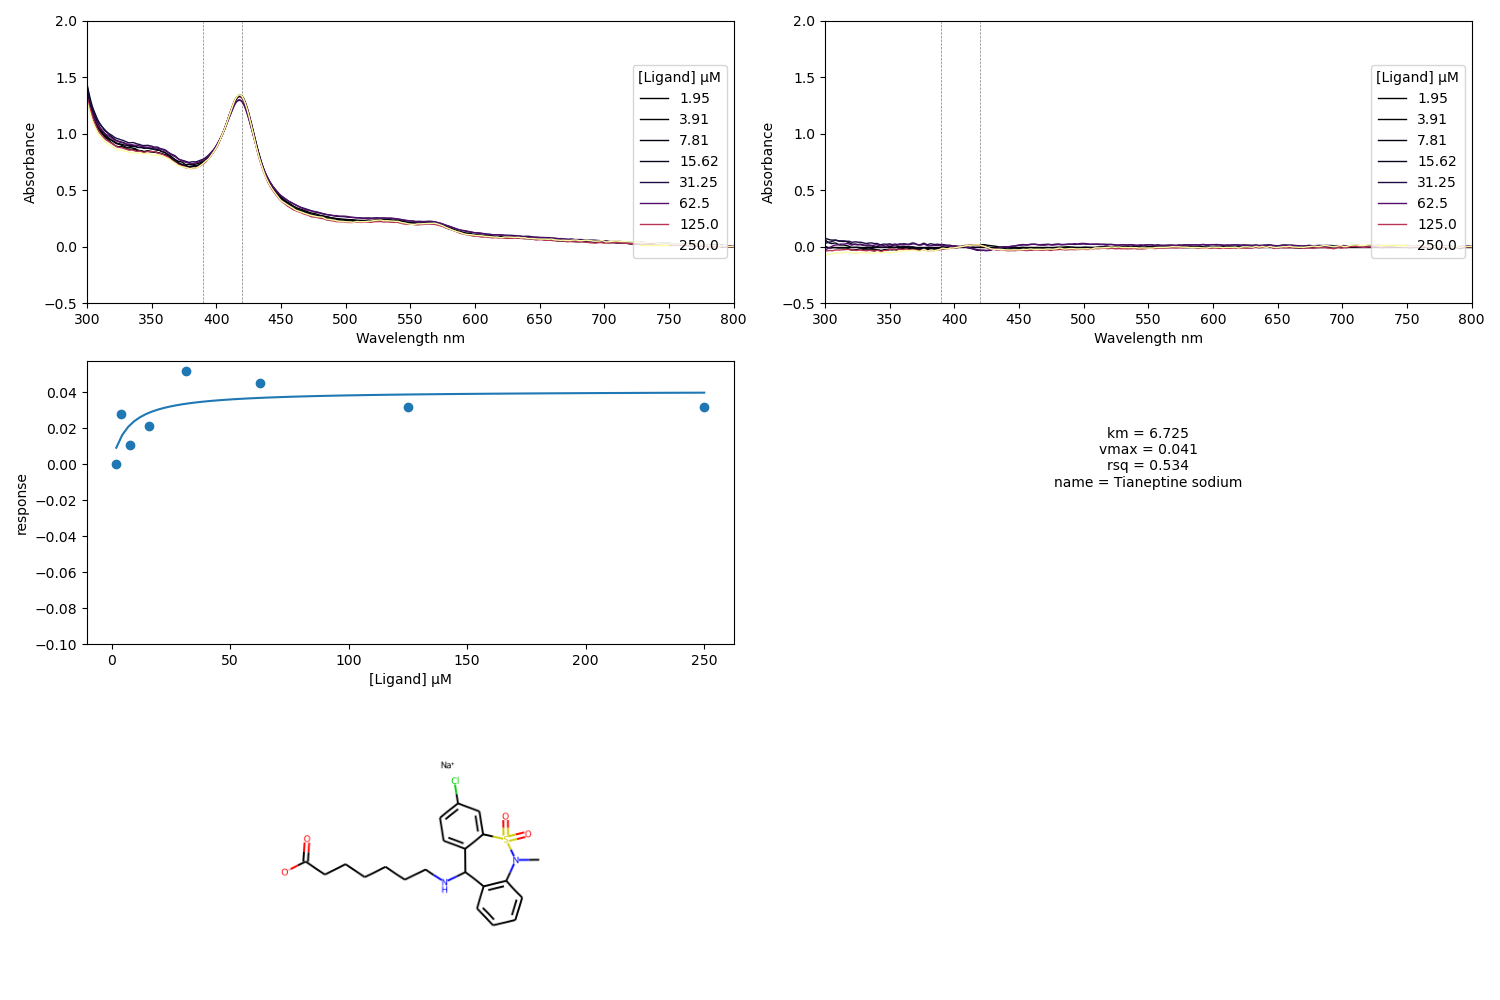 2.0
1.5
1.0
0.5
0.0
−0.5
300 350 400 450 500 550 600 650 700 750 800
Absorbance
Wavelength nm
[Ligand] µM
1.95
3.91
7.81
15.62
31.25
62.5
125.0
250.0
2.0
1.5
1.0
0.5
0.0
−0.5
300 350 400 450 500 550 600 650 700 750 800
Absorbance
Wavelength nm
[Ligand] µM
1.95
3.91
7.81
15.62
31.25
62.5
125.0
250.0
0.04
0.02
0.00
−0.02
−0.04
−0.06
−0.08
−0.10
0 50 100 150 200 250
response
[Ligand] µM
km = 6.725
vmax = 0.041
rsq = 0.534
name = Tianeptine sodium
Na⁺
Cl
O
O
S
O
N
O⁻
N
H